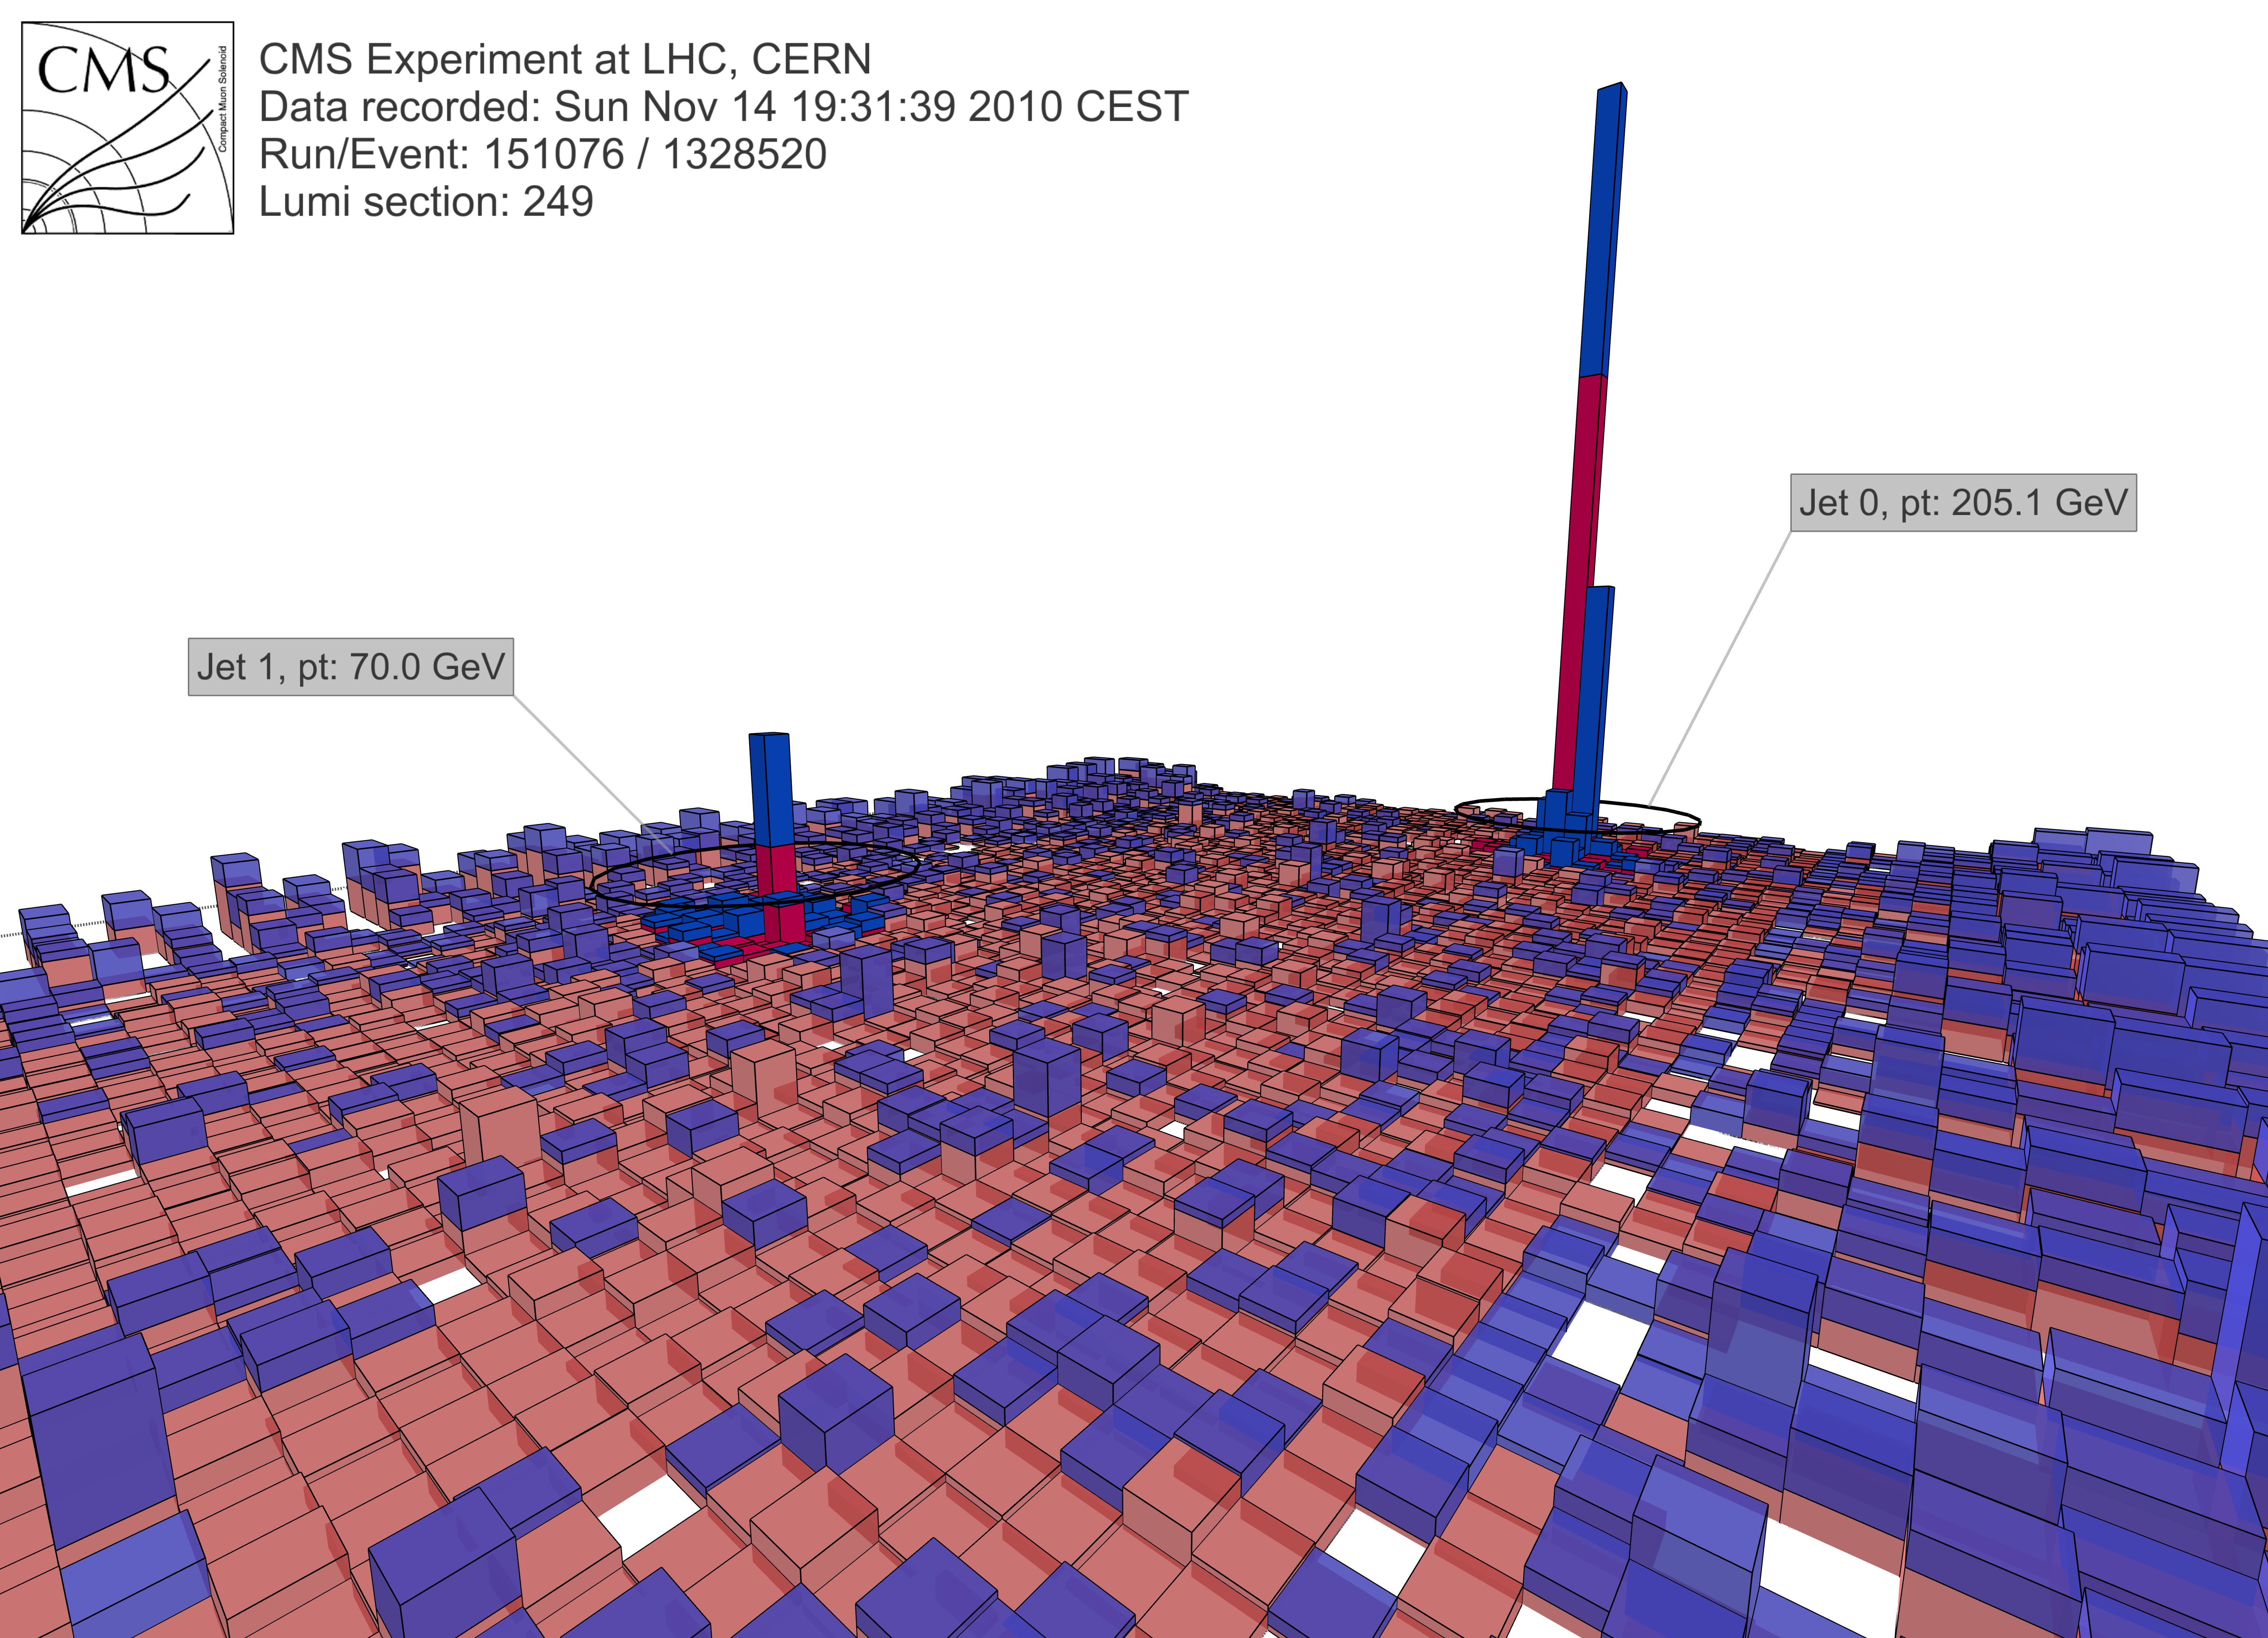 CMS
Compact Muon Solenoid
CMS Experiment at LHC, CERN
Data recorded: Sun Nov 14 19:31:39 2010 CEST
Run/Event: 151076 / 1328520
Lumi section: 249
Jet 0, pt: 205.1 GeV
Jet 1, pt: 70.0 GeV